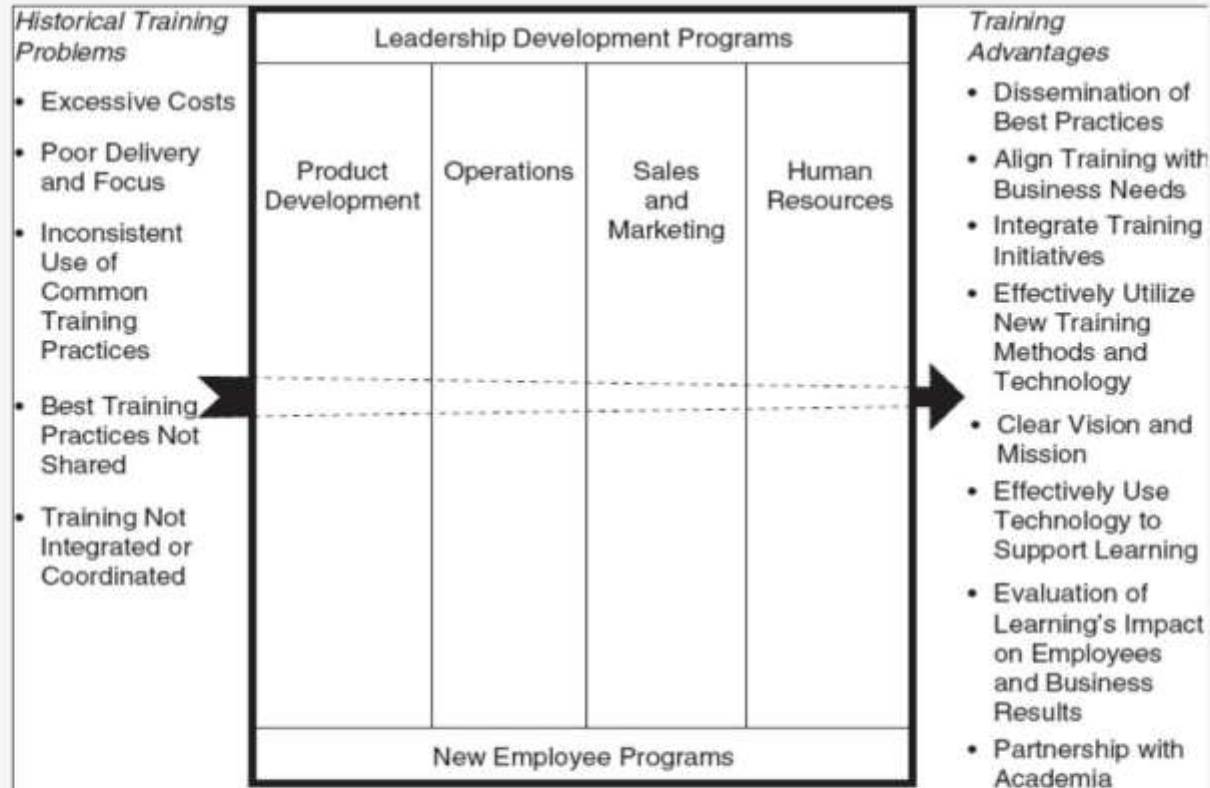 Historical Training
Problems
• Excessive Costs
• Poor Delivery
and Focus
• Inconsistent
Use of
Common
Training
Practices
• Best Training
Practices Not
Shared
• Training Not
Integrated or
Coordinated
Leadership Development Programs
Product
Development
Operations
Sales
and
Marketing
Human
Resources
New Employee Programs
Training
Advantages
• Dissemination of
Best Practices
• Align Training with
Business Needs
• Integrate Training
Initiatives
• Effectively Utilize
New Training
Methods and
Technology
• Clear Vision and
Mission
• Effectively Use
Technology to
Support Learning
• Evaluation of
Learning's Impact
on Employees
and Business
Results
• Partnership with
Academia